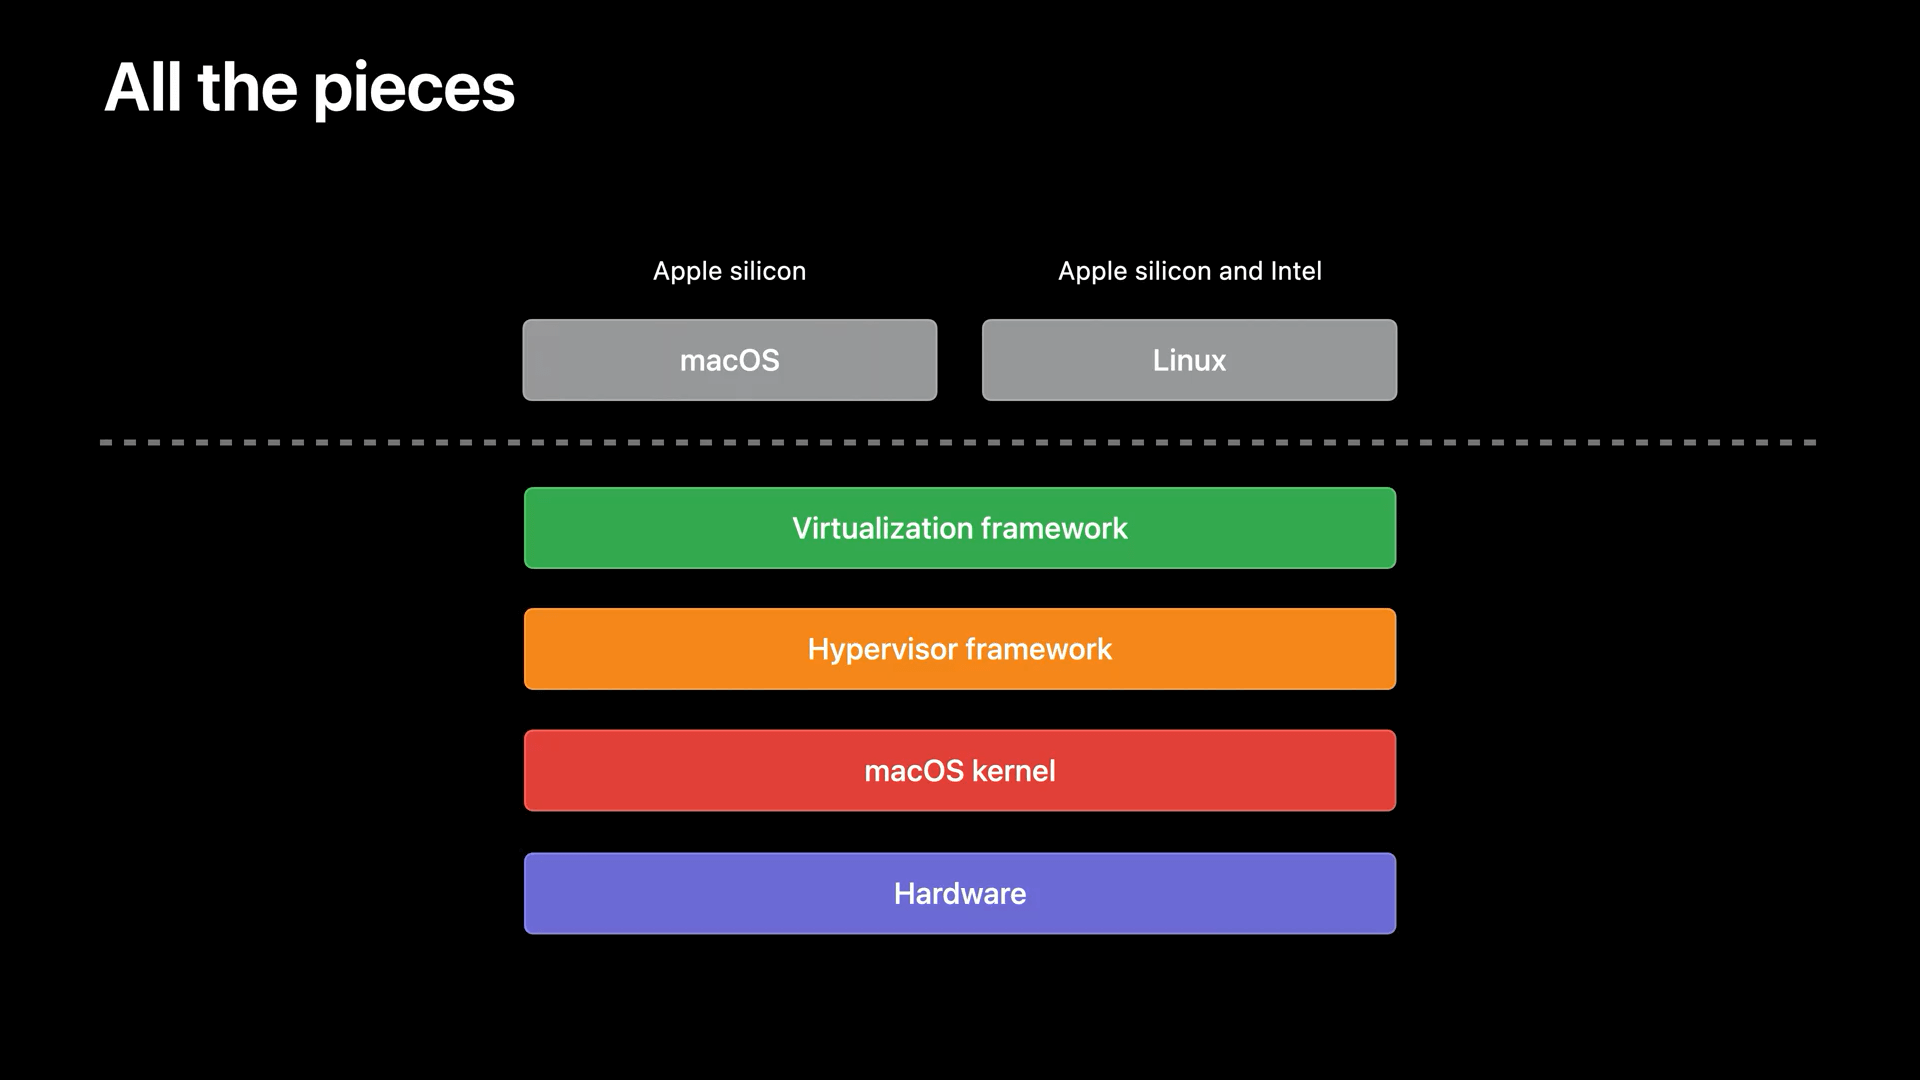 All the pieces
Apple silicon
Apple silicon and Intel
macOS
Linux
Virtualization framework
Hypervisor framework
macOS kernel
Hardware